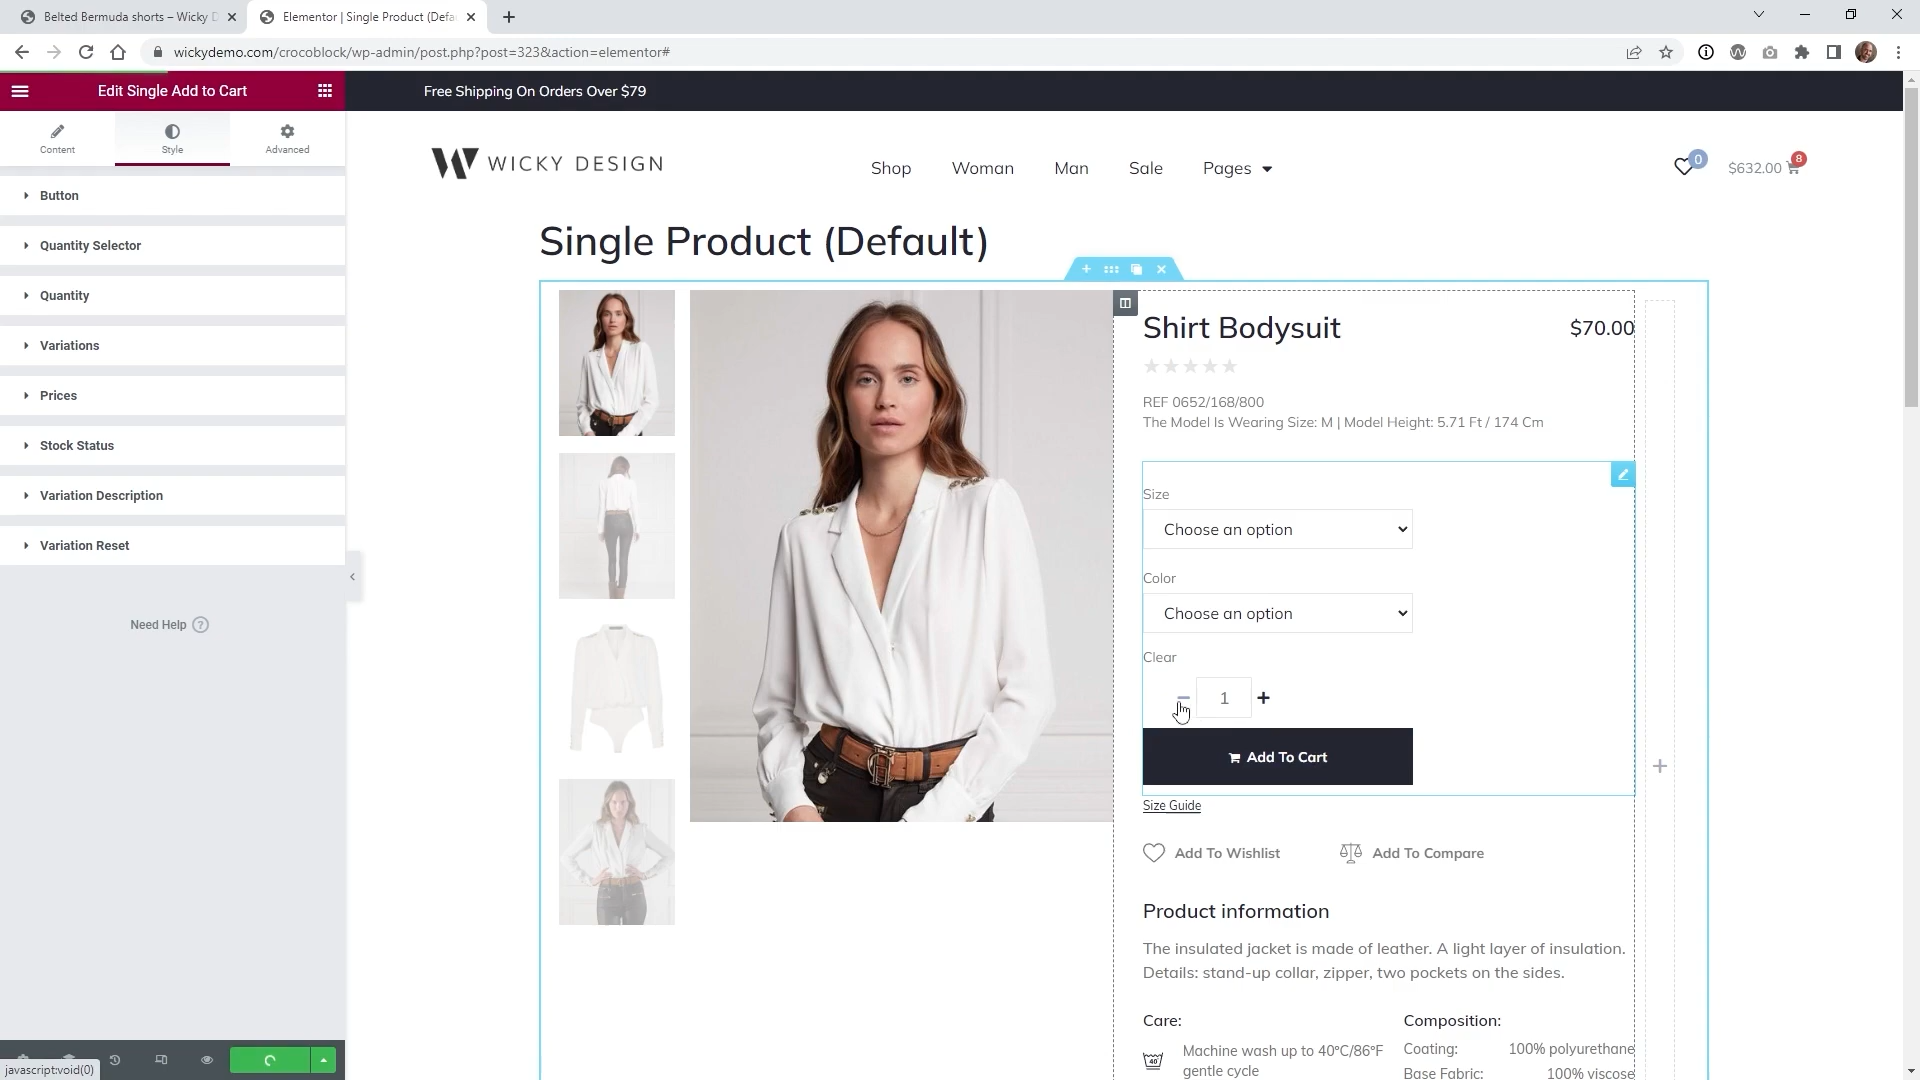 Belted Bermuda shorts – Wicky D
Elementor | Single Product (Defa
wickydemo.com/crocoblock/wp-admin/post.php?post=323&action=elementor#
Edit Single Add to Cart
Content
Style
Advanced
Button
Quantity Selector
Quantity
Variations
Prices
Stock Status
Variation Description
Variation Reset
Need Help ?
javascript:void(0)
Free Shipping On Orders Over $79
W WICKY DESIGN
Shop Woman Man Sale Pages
0
$632.00
8
Single Product (Default)
Shirt Bodysuit
$70.00
REF 0652/168/800
The Model Is Wearing Size: M | Model Height: 5.71 Ft / 174 Cm
Size
Choose an option
Color
Choose an option
Clear
− 1 +
Add To Cart
Size Guide
Add To Wishlist
Add To Compare
Product information
The insulated jacket is made of leather. A light layer of insulation.
Details: stand-up collar, zipper, two pockets on the sides.
Care:
40
Machine wash up to 40ºC/86ºF
gentle cycle
Composition:
Coating: 100% polyurethane
Base Fabric: 100% viscose